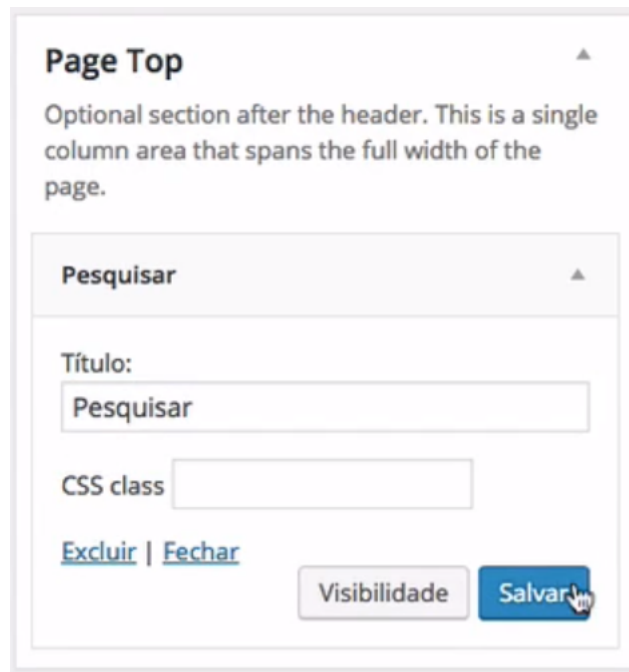 Page Top
Optional section after the header. This is a single
column area that spans the full width of the
page.
Pesquisar
Título:
Pesquisar
CSS class
Excluir | Fechar
Visibilidade Salvar